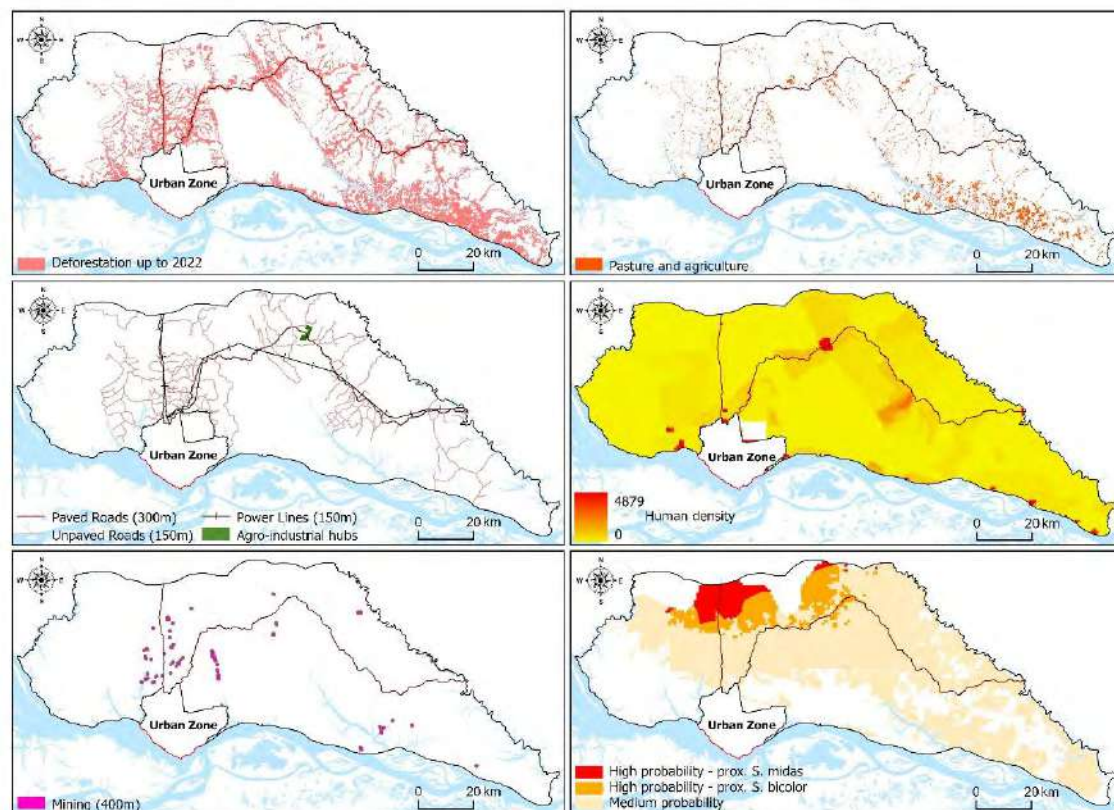 N
W E
S
Urban Zone
Deforestation up to 2022
0 20 km
N
W E
S
Urban Zone
Pasture and agriculture
0 20 km
N
W E
S
Urban Zone
Paved Roads (300m) Power Lines (150m)
Unpaved Roads (150m) Agro-industrial hubs
0 20 km
N
W E
S
Urban Zone
4879
Human density
0
0 20 km
N
W E
S
Urban Zone
Mining (400m)
0 20 km
N
W E
S
Urban Zone
High probability - prox. S. midas
High probability - prox. S. bicolor
Medium probability
0 20 km